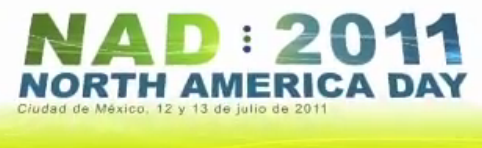 NAD : 2011
NORTH AMERICA DAY
Ciudad de México, 12 y 13 de julio de 2011